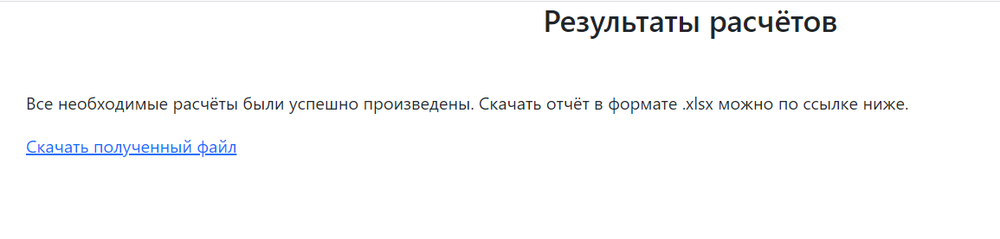 Результаты расчётов
Все необходимые расчёты были успешно произведены. Скачать отчёт в формате .xlsx можно по ссылке ниже.
Скачать полученный файл